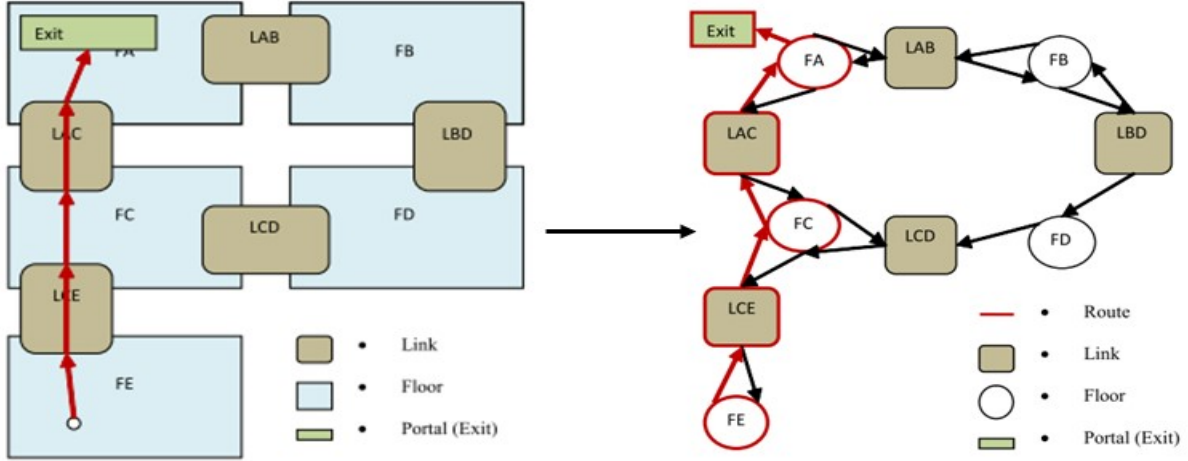 Exit
FA
LAB
FB
LAC
LBD
FC
LCD
FD
LCE
FE
• Link
• Floor
• Portal (Exit)
Exit
FA
LAB
FB
LAC
LBD
FC
LCD
FD
LCE
FE
• Route
• Link
• Floor
• Portal (Exit)